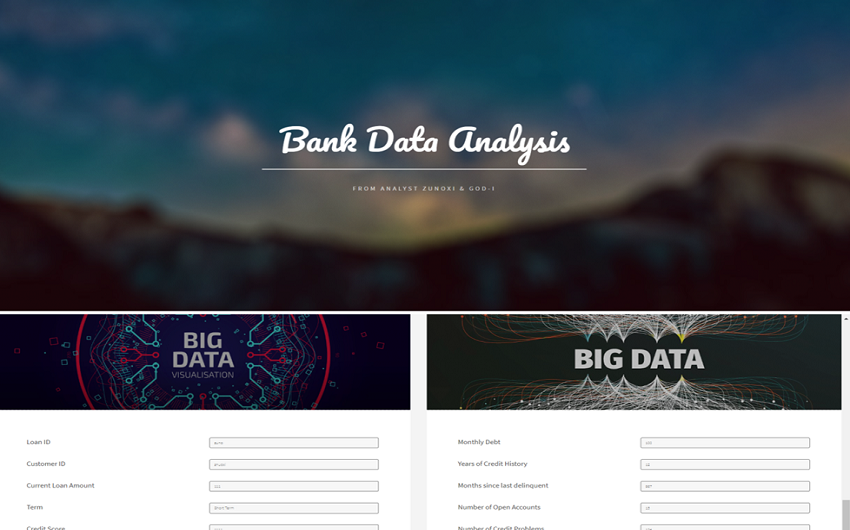 Bank Data Analysis
FROM ANALYST ZUNOXI & GOD-I
BIG
DATA
VISUALISATION
BIG DATA
Loan ID
Customer ID
Current Loan Amount
Term
Short Term
Credit Score
Monthly Debt
Years of Credit History
Months since last delinquent
Number of Open Accounts
Number of Credit Problems